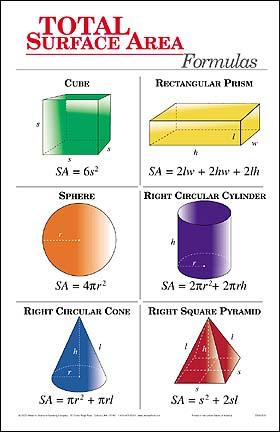 TOTAL
SURFACE AREA
Formulas
CUBE
s
s
s
SA = 6s²
RECTANGULAR PRISM
l
w
h
SA = 2lw + 2hw + 2lh
SPHERE
r
SA = 4πr²
RIGHT CIRCULAR CYLINDER
h
r
SA = 2πr² + 2πrh
RIGHT CIRCULAR CONE
h
l
r
SA = πr² + πrl
RIGHT SQUARE PYRAMID
h
l
s
s
SA = s² + 2sl